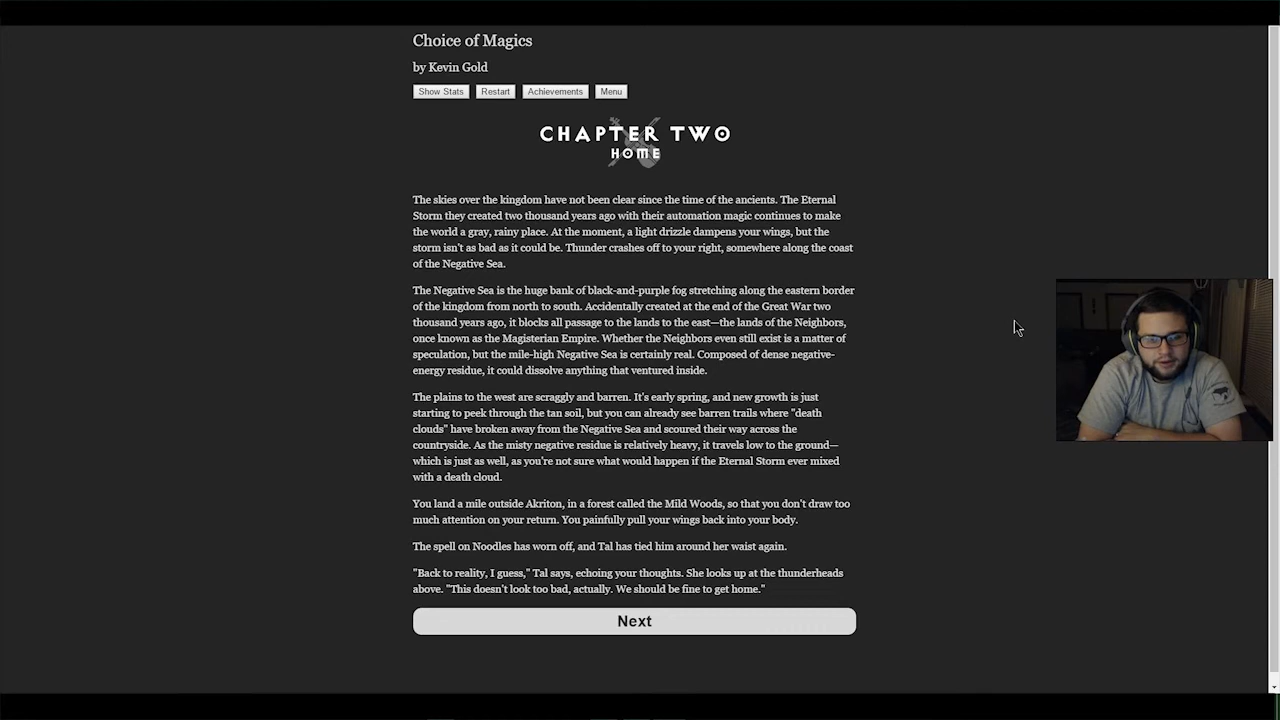 Choice of Magics
by Kevin Gold
Show Stats Restart Achievements Menu
CHAPTER TWO
HOME
The skies over the kingdom have not been clear since the time of the ancients. The Eternal
Storm they created two thousand years ago with their automation magic continues to make
the world a gray, rainy place. At the moment, a light drizzle dampens your wings, but the
storm isn't as bad as it could be. Thunder crashes off to your right, somewhere along the coast
of the Negative Sea.
The Negative Sea is the huge bank of black-and-purple fog stretching along the eastern border
of the kingdom from north to south. Accidentally created at the end of the Great War two
thousand years ago, it blocks all passage to the lands to the east—the lands of the Neighbors,
once known as the Magisterian Empire. Whether the Neighbors even still exist is a matter of
speculation, but the mile-high Negative Sea is certainly real. Composed of dense negative-
energy residue, it could dissolve anything that ventured inside.
The plains to the west are scraggly and barren. It's early spring, and new growth is just
starting to peek through the tan soil, but you can already see barren trails where "death
clouds" have broken away from the Negative Sea and scoured their way across the
countryside. As the misty negative residue is relatively heavy, it travels low to the ground—
which is just as well, as you're not sure what would happen if the Eternal Storm ever mixed
with a death cloud.
You land a mile outside Akriton, in a forest called the Mild Woods, so that you don't draw too
much attention on your return. You painfully pull your wings back into your body.
The spell on Noodles has worn off, and Tal has tied him around her waist again.
"Back to reality, I guess," Tal says, echoing your thoughts. She looks up at the thunderheads
above. "This doesn't look too bad, actually. We should be fine to get home."
Next